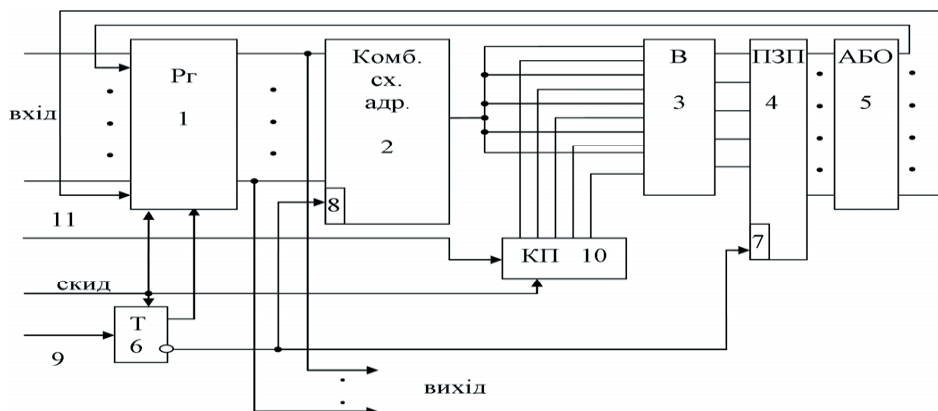 Рг
1
вхід
Комб.
сх.
адр.
2
8
В
3
ПЗП
4
7
АБО
5
11
КП 10
скид
Т
6
9
вихід